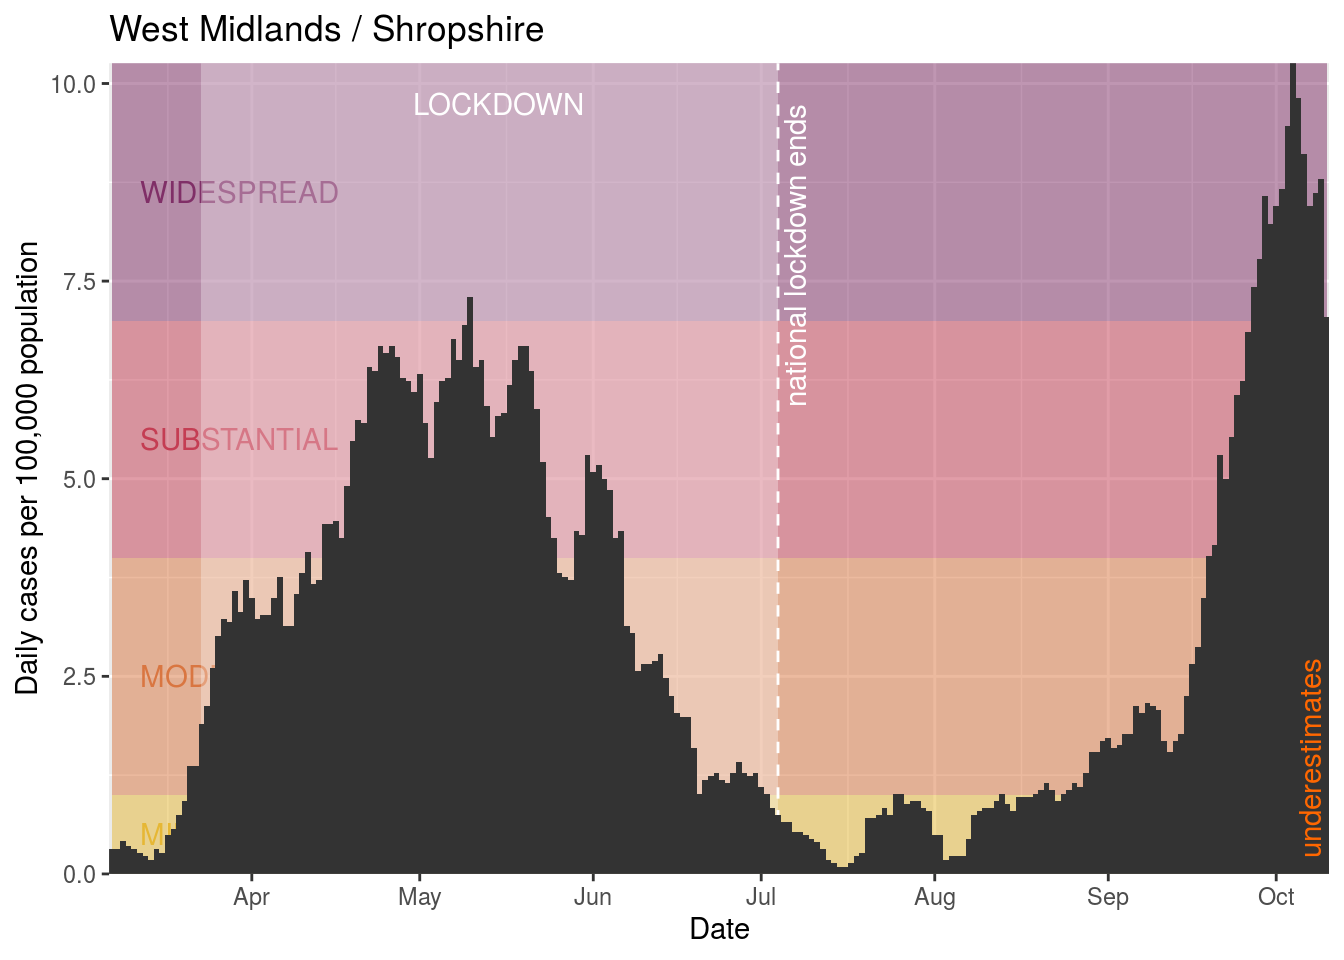 West Midlands / Shropshire
Daily cases per 100,000 population
10.0
7.5
5.0
2.5
0.0
LOCKDOWN
WIDESPREAD
SUBSTANTIAL
MOD
national lockdown ends
underestimates
Apr
May
Jun
Jul
Aug
Sep
Oct
Date